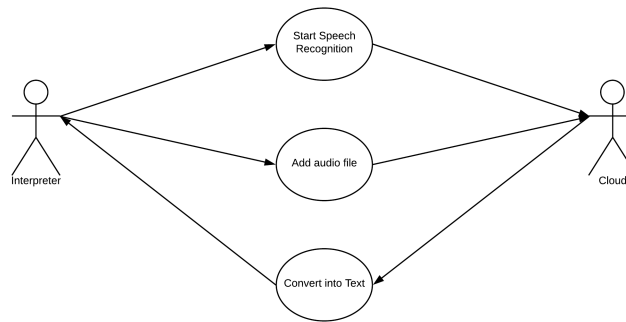 Start Speech
Recognition
Add audio file
Interpreter
Cloud
Convert into Text